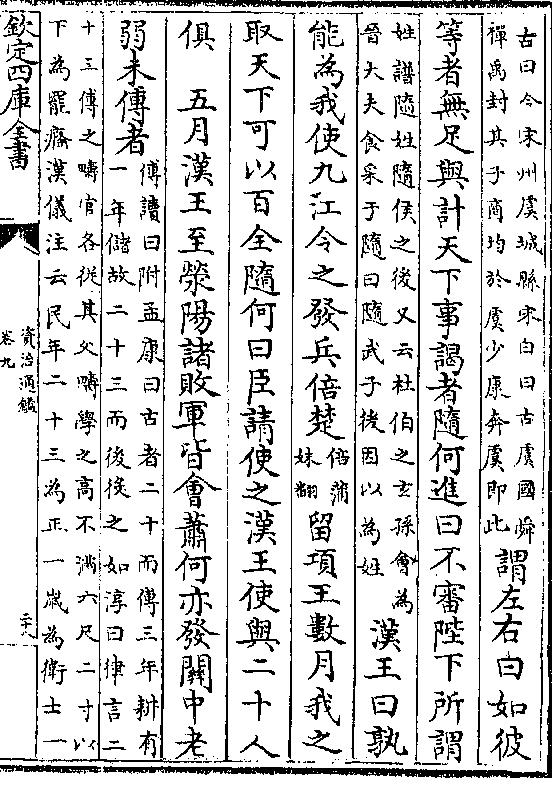 古曰今宋州虞城縣宋白曰古虞國舜
禪禹封其子商均於虞少康奔虞即此
謂左右曰如彼
等者無足與計天下事謁者隨何進曰不審陛下所謂
姓譜隨姓隨侯之後又云杜伯之玄孫會為
晉大夫食采于隨曰隨武子後因以為姓
漢王曰孰
能為我使九江令之發兵倍楚
倍蒲
妹翻
留項王數月我之
取天下可以百全隨何曰臣請使之漢王使與二十人
俱　五月漢王至滎陽諸敗軍皆會蕭何亦發關中老
弱未傅者
傅讀曰附孟康曰古者二十而傅三年耕有
一年儲故二十三而後役之如淳曰律言二
十三傅之疇官各從其父疇學之高不滿六尺二寸以
下為罷癃漢儀注云民年二十三為正一歲為衛士一
欽定四庫全書
資治通鑑
卷九
二十八